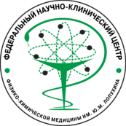 ФЕДЕРАЛЬНЫЙ НАУЧНО-КЛИНИЧЕСКИЙ ЦЕНТР
ФИЗИКО-ХИМИЧЕСКОЙ МЕДИЦИНЫ ИМ. Ю.М. ЛОПУХИНА